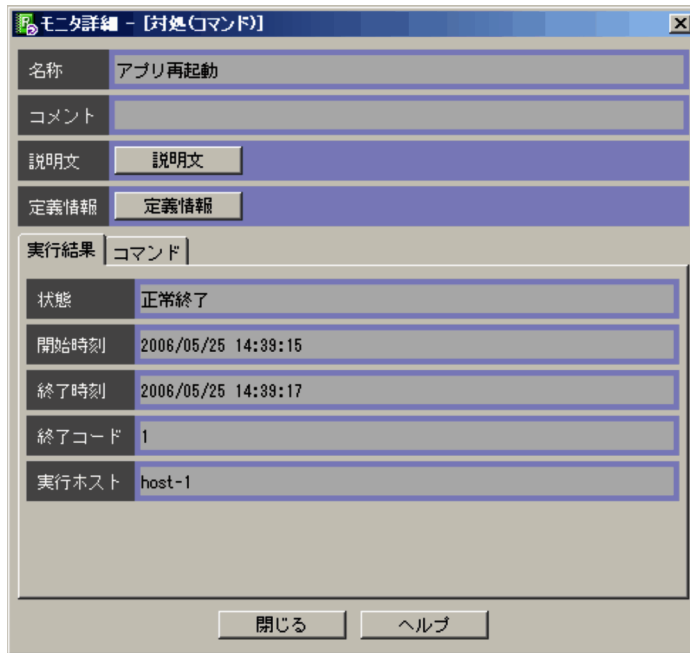 モニタ詳細 - [対処(コマンド)]
名称 アプリ再起動
コメント
説明文 説明文
定義情報 定義情報
実行結果 コマンド
状態 正常終了
開始時刻 2006/05/25 14:39:15
終了時刻 2006/05/25 14:39:17
終了コード 1
実行ホスト host-1
閉じる ヘルプ